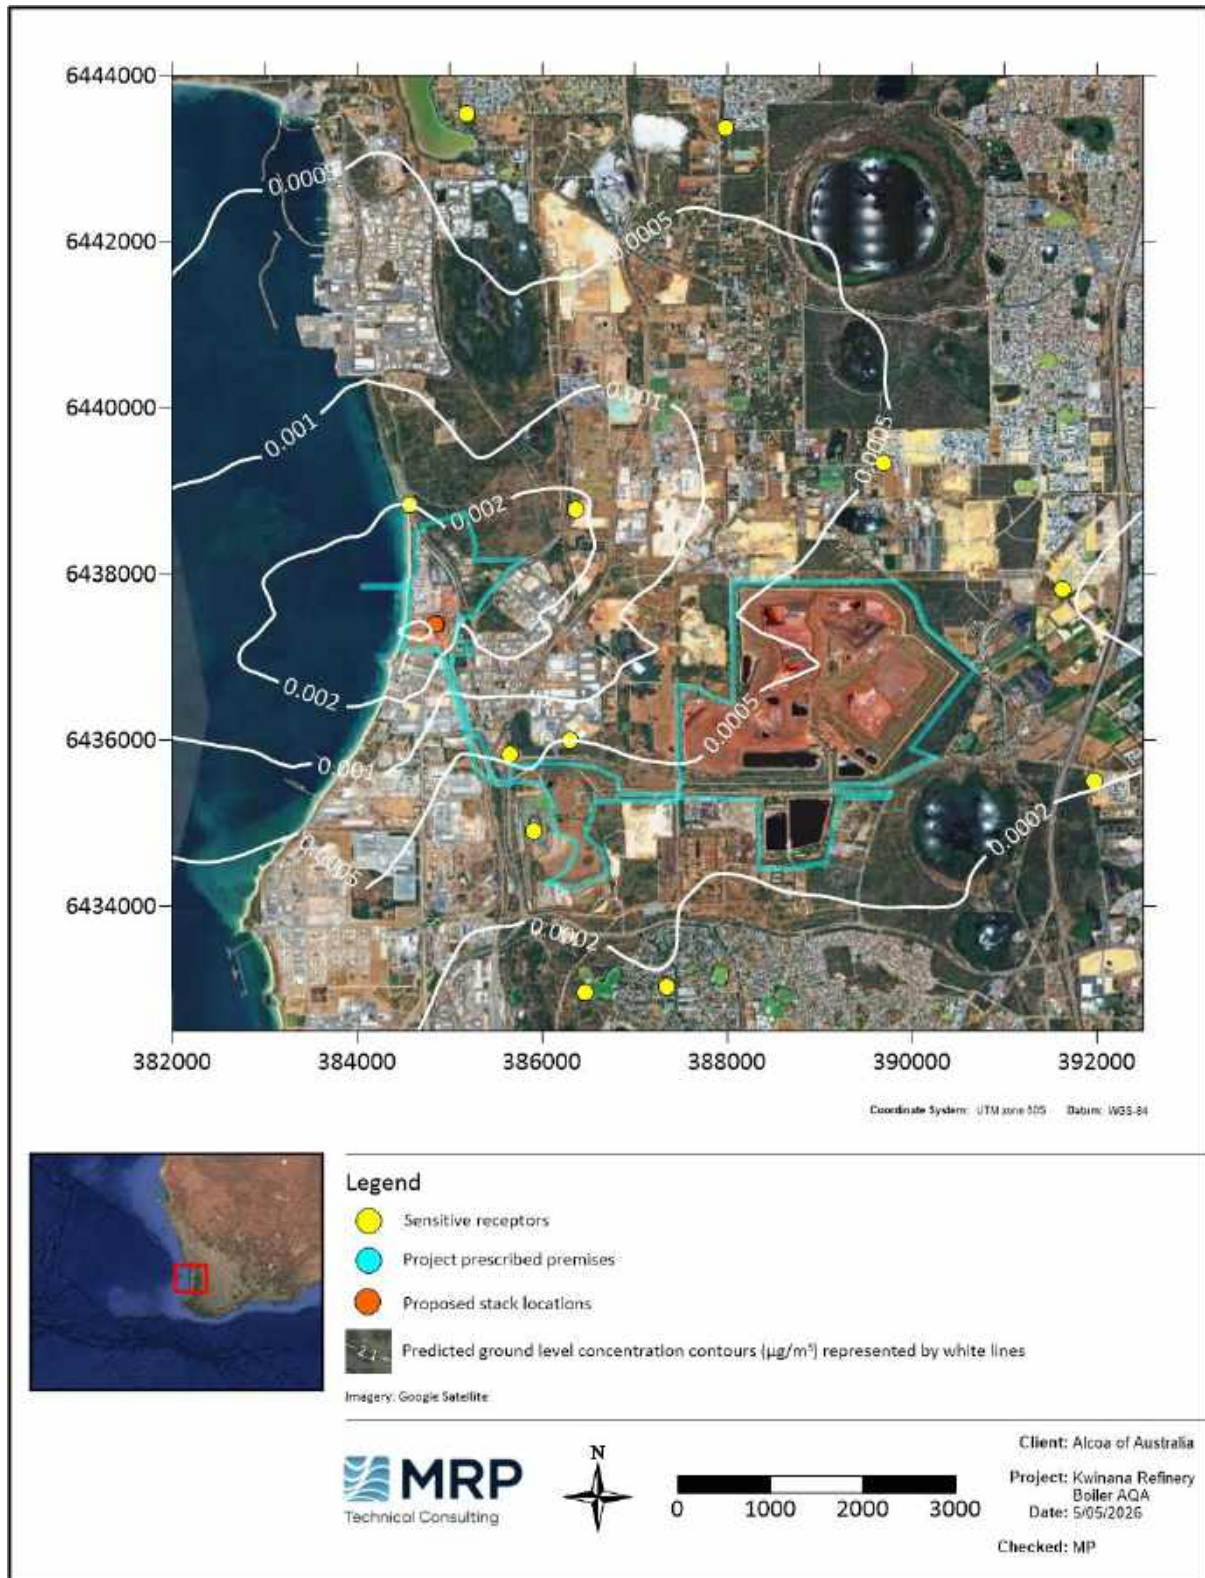 6444000
0.0005
0.0005
6442000
6440000
0.001
0.001
0.0005
0.002
6438000
0.002
0.0005
6436000
0.001
0.0002
0.0005
6434000
0.0002
382000 384000 386000 388000 390000 392000
Coordinate System: UTM zone 50S Datum: WGS-84
Legend
Sensitive receptors
Project prescribed premises
Proposed stack locations
2.1
Predicted ground level concentration contours (µg/m³) represented by white lines
Imagery: Google Satellite
MRP
Technical Consulting
N
0 1000 2000 3000
Client: Alcoa of Australia
Project: Kwinana Refinery
Boiler AQA
Date: 5/05/2026
Checked: MP